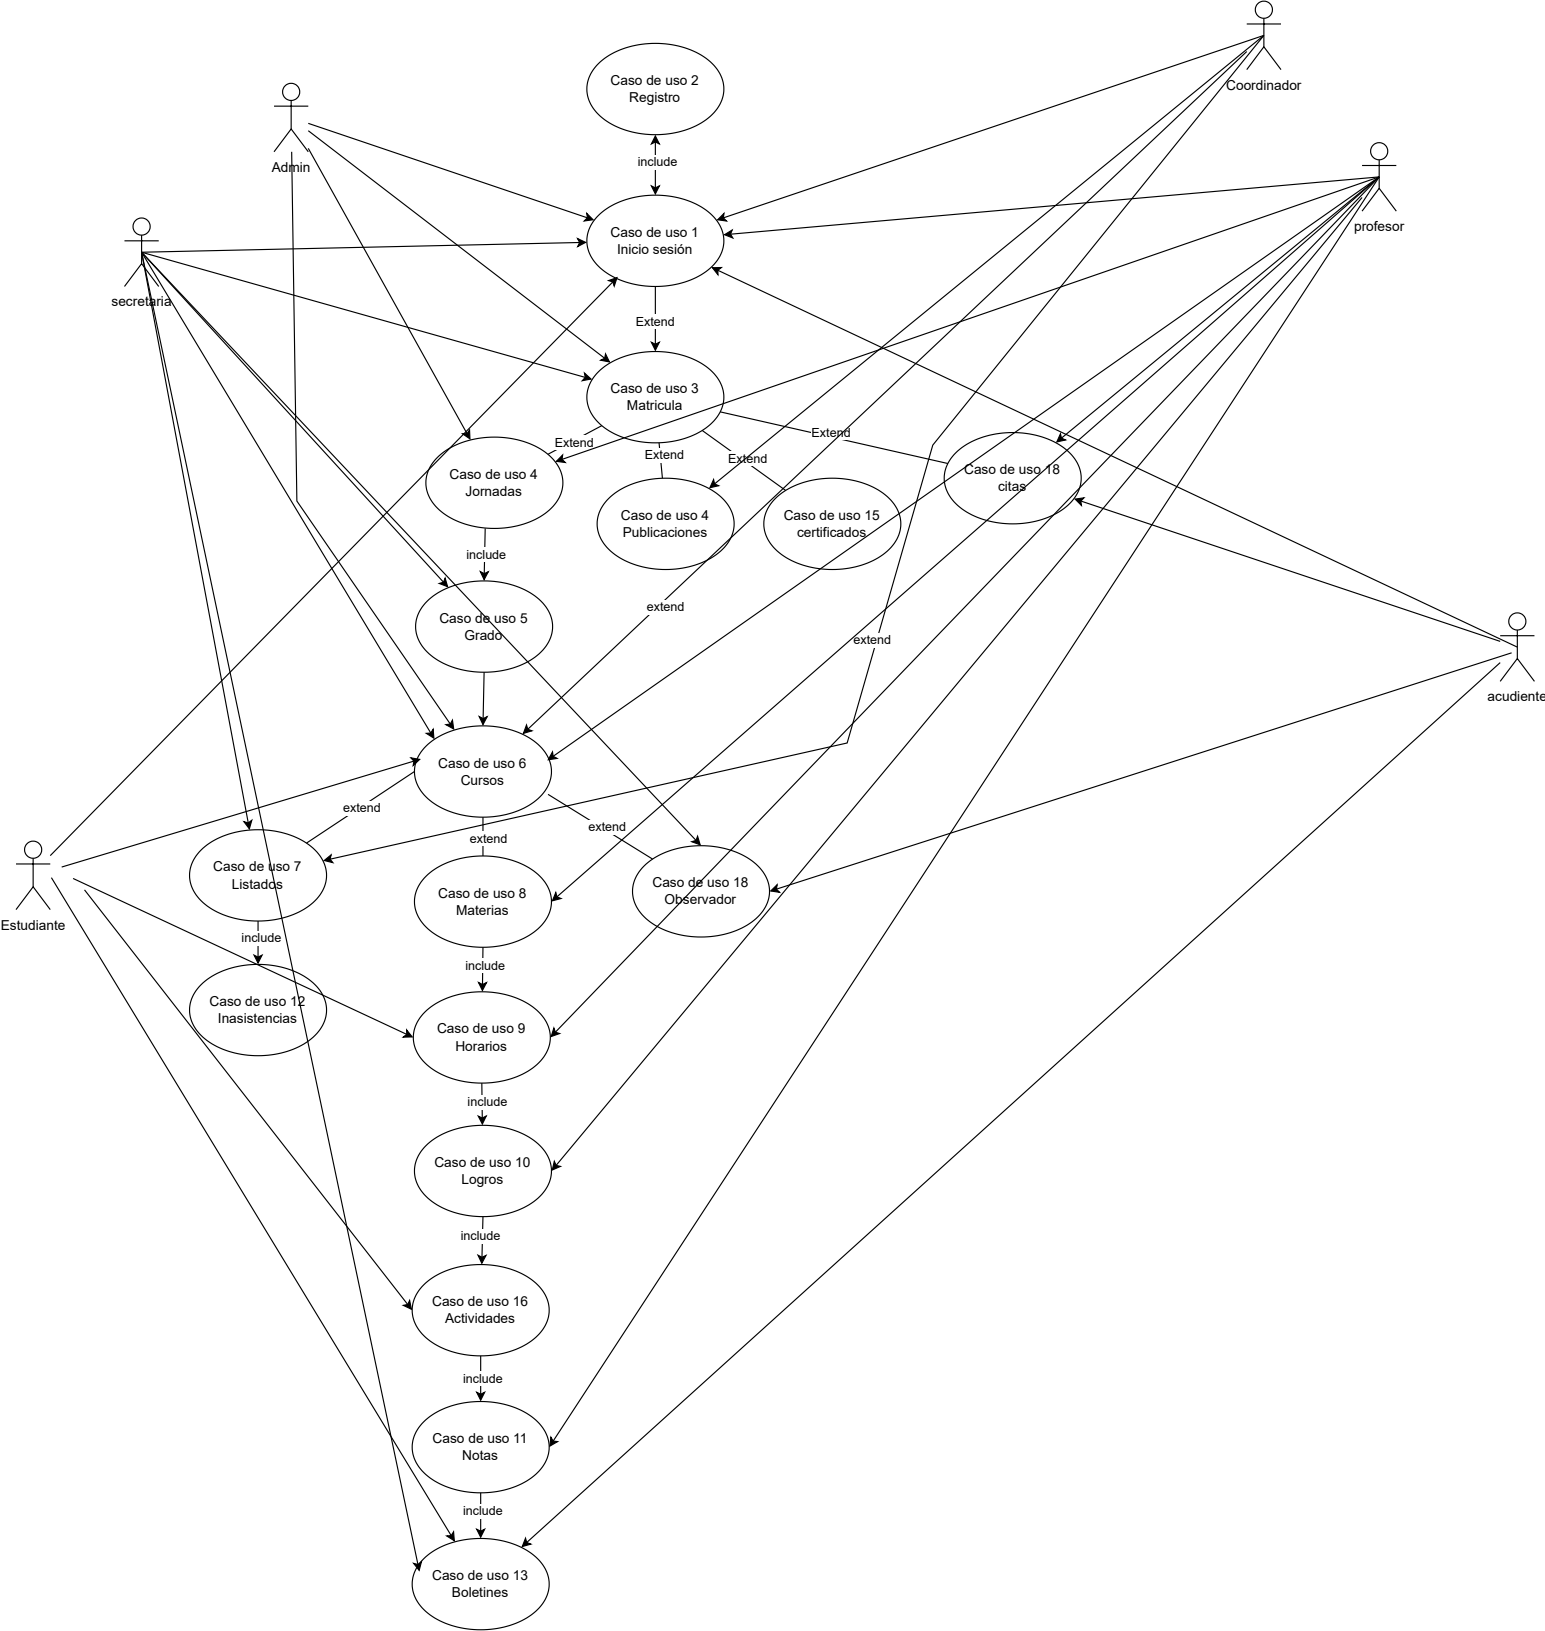 Coordinador
Caso de uso 2
Registro
Admin
include
profesor
Caso de uso 1
Inicio sesión
secretaria
Extend
Caso de uso 3
Matricula
Extend
Extend
Extend
Extend
Caso de uso 4
Jornadas
Caso de uso 4
Publicaciones
Caso de uso 15
certificados
Caso de uso 18
citas
include
extend
Caso de uso 5
Grado
extend
acudiente
Caso de uso 6
Cursos
extend
extend
extend
Caso de uso 7
Listados
Caso de uso 8
Materias
Caso de uso 18
Observador
Estudiante
include
include
Caso de uso 12
Inasistencias
Caso de uso 9
Horarios
include
Caso de uso 10
Logros
include
Caso de uso 16
Actividades
include
Caso de uso 11
Notas
include
Caso de uso 13
Boletines